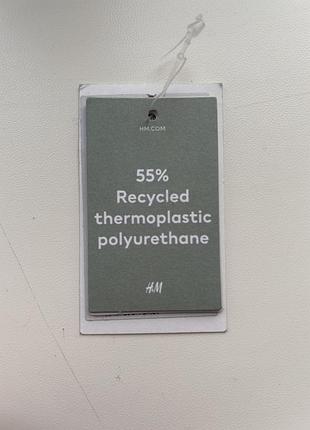 HM.COM
55%
Recycled
thermoplastic
polyurethane
H&M